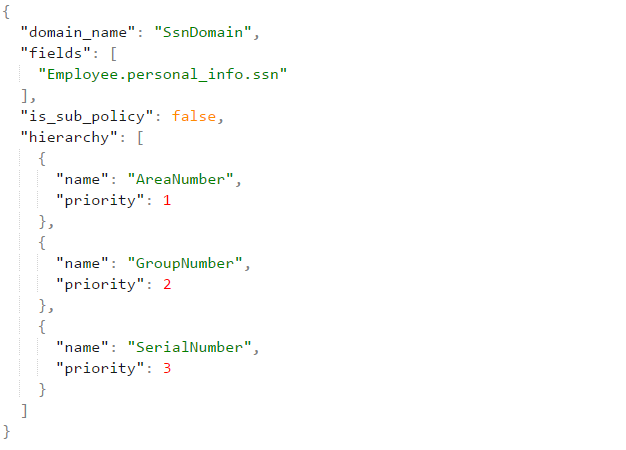 {
  "domain_name": "SsnDomain",
  "fields": [
    "Employee.personal_info.ssn"
  ],
  "is_sub_policy": false,
  "hierarchy": [
    {
      "name": "AreaNumber",
      "priority": 1
    },
    {
      "name": "GroupNumber",
      "priority": 2
    },
    {
      "name": "SerialNumber",
      "priority": 3
    }
  ]
}